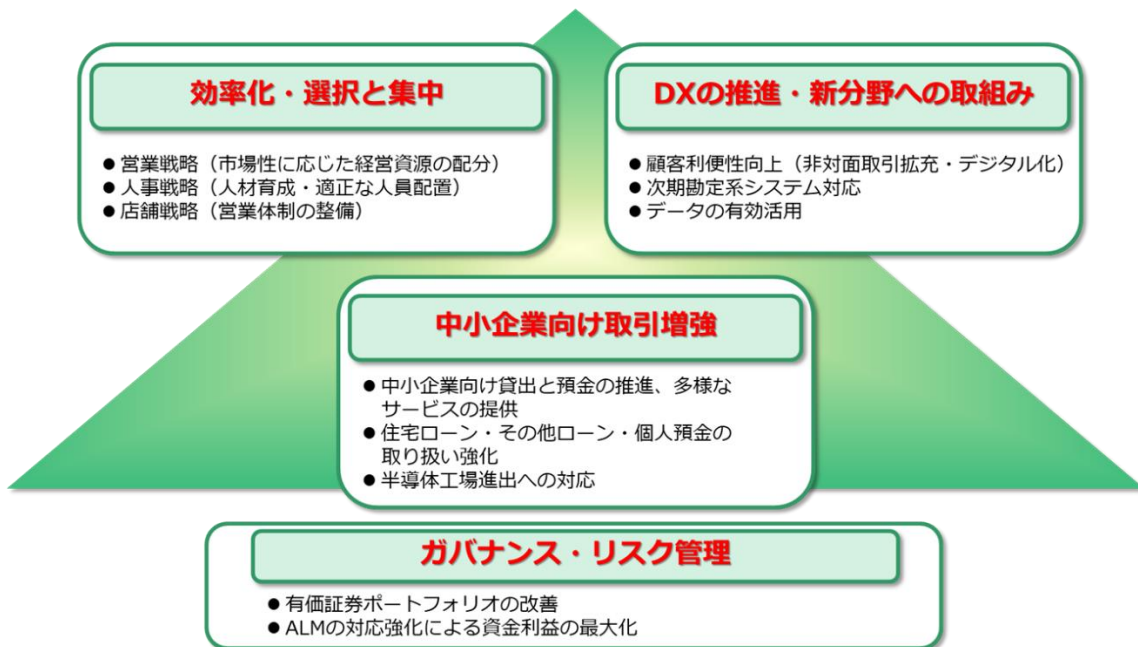 効率化・選択と集中
● 営業戦略（市場性に応じた経営資源の配分）
● 人事戦略（人材育成・適正な人員配置）
● 店舗戦略（営業体制の整備）
DXの推進・新分野への取組み
● 顧客利便性向上（非対面取引拡充・デジタル化）
● 次期勘定系システム対応
● データの有効活用
中小企業向け取引増強
● 中小企業向け貸出と預金の推進、多様な
サービスの提供
● 住宅ローン・その他ローン・個人預金の
取り扱い強化
● 半導体工場進出への対応
ガバナンス・リスク管理
● 有価証券ポートフォリオの改善
● ALMの対応強化による資金利益の最大化